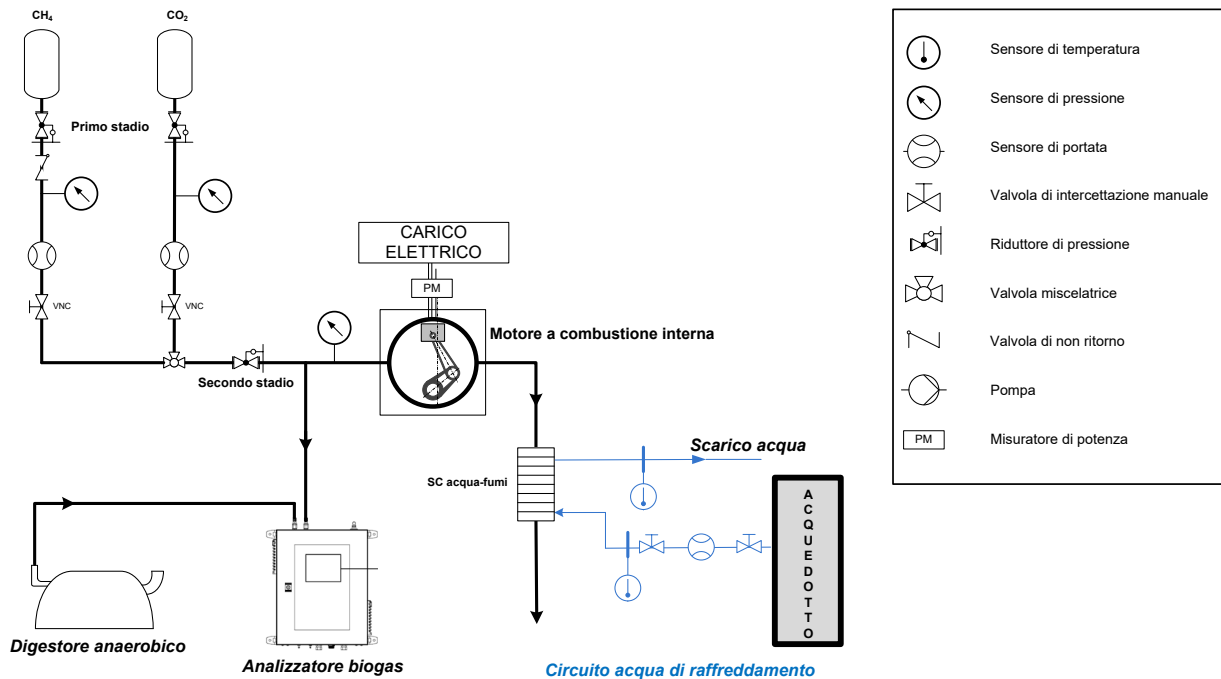 CH4
CO2
Primo stadio
VNC
VNC
CARICO
ELETTRICO
PM
Motore a combustione interna
Secondo stadio
Scarico acqua
SC acqua-fumi
ACQUEDOTTO
Digestore anaerobico
Analizzatore biogas
Circuito acqua di raffreddamento
Sensore di temperatura
Sensore di pressione
Sensore di portata
Valvola di intercettazione manuale
Riduttore di pressione
Valvola miscelatrice
Valvola di non ritorno
Pompa
PM
Misuratore di potenza